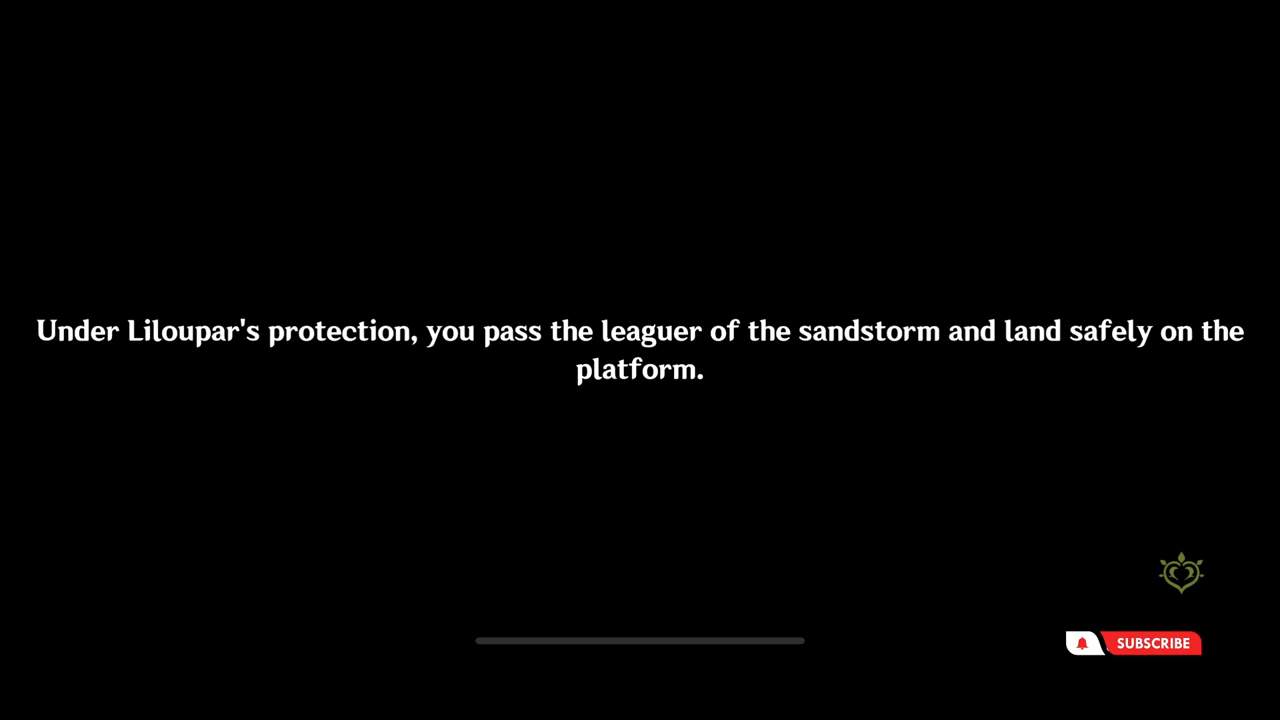 Under Liloupar's protection, you pass the leaguer of the sandstorm and land safely on the
platform.
SUBSCRIBE